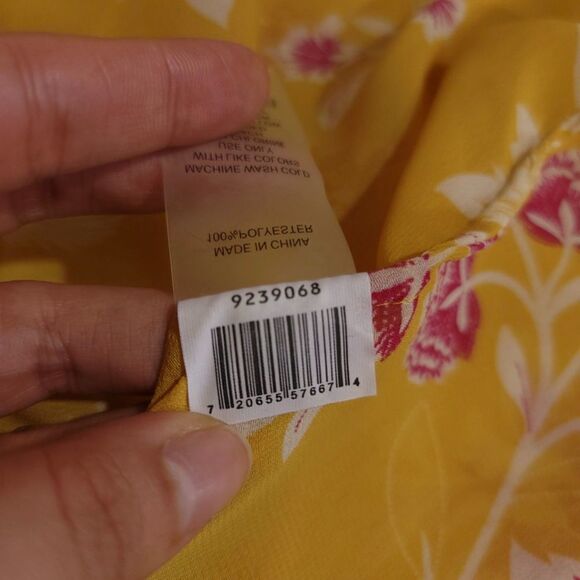 MADE IN CHINA
100%POLYESTER
MACHINE WASH COLD
WITH LIKE COLORS
USE ONLY
9239068
7 20655 57667 4